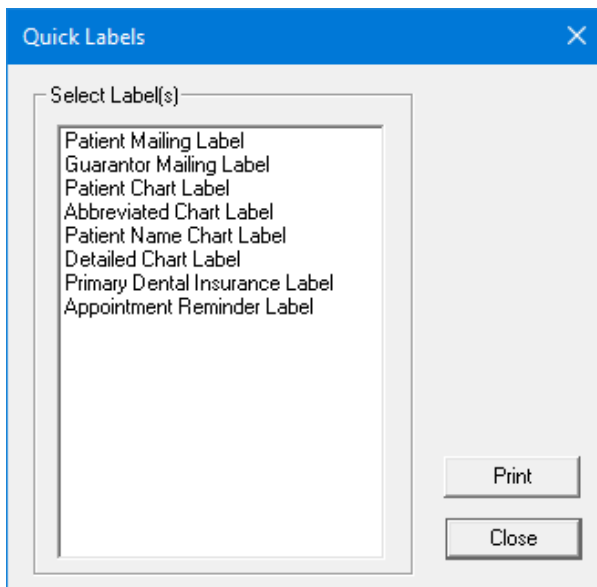 Quick Labels
Select Label(s)
Patient Mailing Label
Guarantor Mailing Label
Patient Chart Label
Abbreviated Chart Label
Patient Name Chart Label
Detailed Chart Label
Primary Dental Insurance Label
Appointment Reminder Label
Print
Close